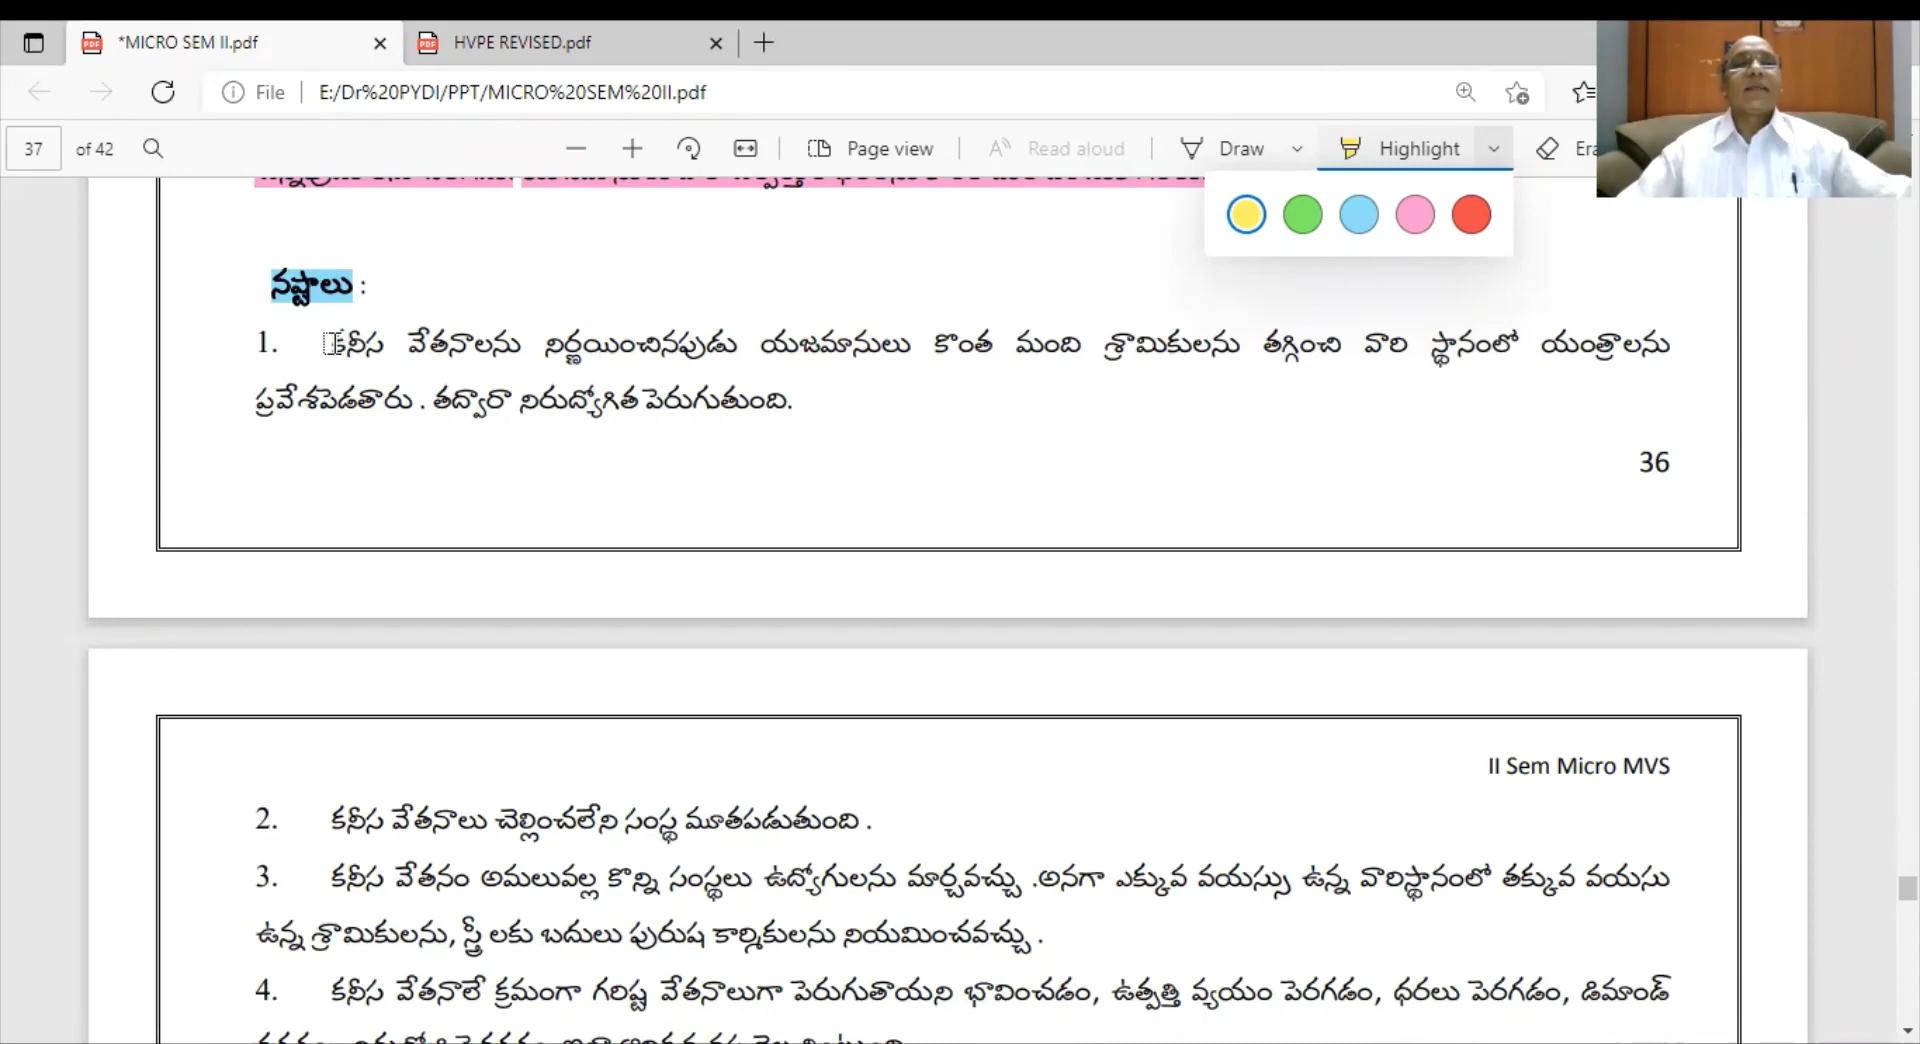 *MICRO SEM II.pdf
HVPE REVISED.pdf
File
E:/Dr%20PYDI/PPT/MICRO%20SEM%20II.pdf
37 of 42
Page view
Read aloud
Draw
Highlight
నష్టాలు :
1. కనీస వేతనాలను నిర్ణయించినపుడు యజమానులు కొంత మంది శ్రామికులను తగ్గించి వారి స్థానంలో యంత్రాలను
ప్రవేశపెడతారు . తద్వారా నిరుద్యోగిత పెరుగుతుంది.
36
II Sem Micro MVS
2. కనీస వేతనాలు చెల్లించలేని సంస్థ మూతపడుతుంది .
3. కనీస వేతనం అమలువల్ల కొన్ని సంస్థలు ఉద్యోగులను మార్చవచ్చు .అనగా ఎక్కువ వయస్సు ఉన్న వారిస్థానంలో తక్కువ వయసు
ఉన్న శ్రామికులను, స్త్రీ లకు బదులు పురుష కార్మికులను నియమించవచ్చు .
4. కనీస వేతనాలే క్రమంగా గరిష్ట వేతనాలుగా పెరుగుతాయని భావించడం, ఉత్పత్తి వ్యయం పెరగడం, ధరలు పెరగడం, డిమాండ్